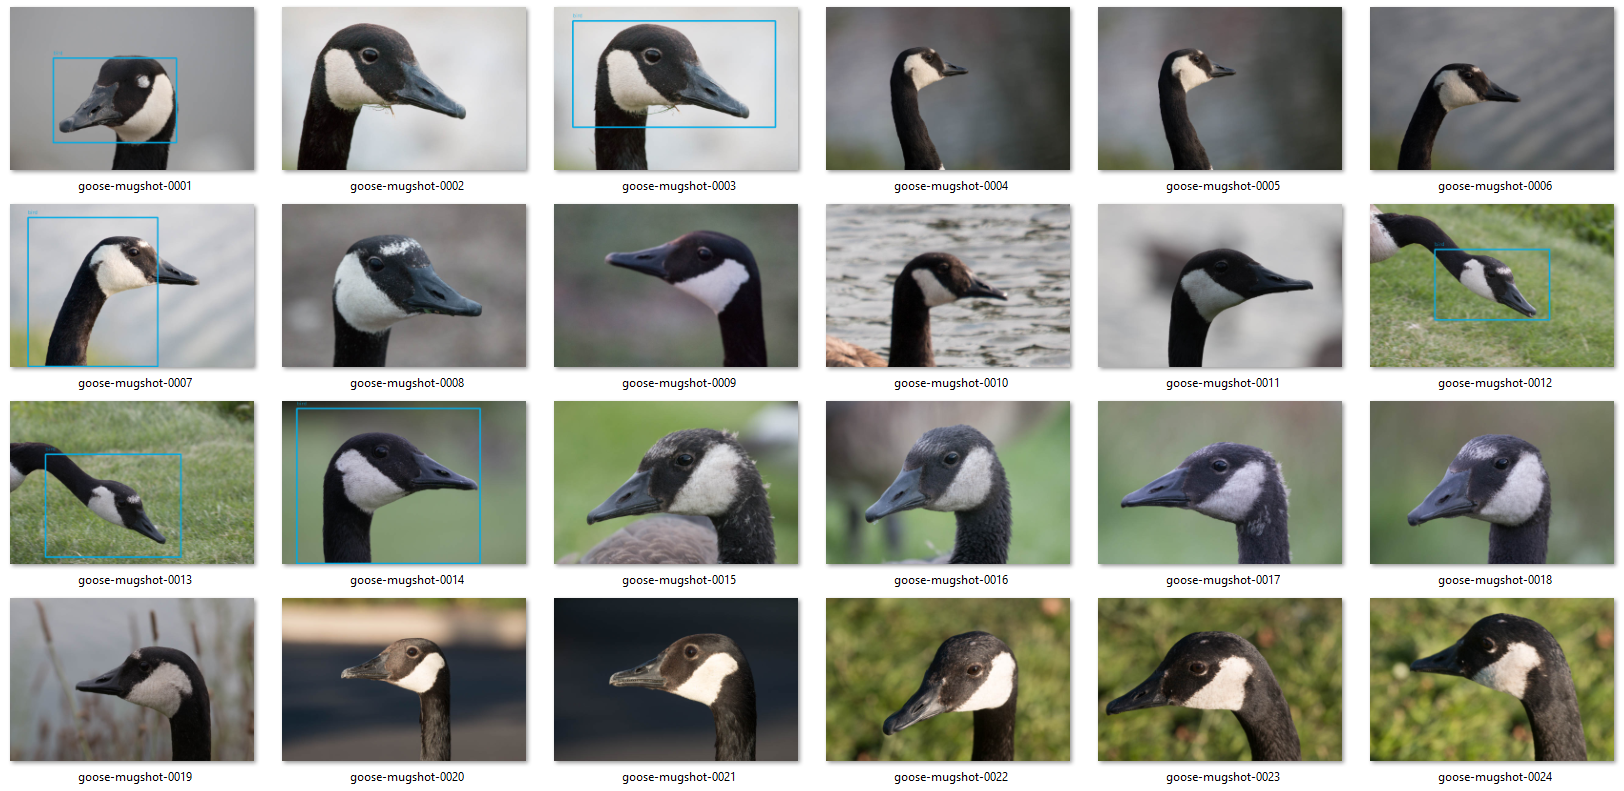 goose-mugshot-0001
goose-mugshot-0002
goose-mugshot-0003
goose-mugshot-0004
goose-mugshot-0005
goose-mugshot-0006
goose-mugshot-0007
goose-mugshot-0008
goose-mugshot-0009
goose-mugshot-0010
goose-mugshot-0011
goose-mugshot-0012
goose-mugshot-0013
goose-mugshot-0014
goose-mugshot-0015
goose-mugshot-0016
goose-mugshot-0017
goose-mugshot-0018
goose-mugshot-0019
goose-mugshot-0020
goose-mugshot-0021
goose-mugshot-0022
goose-mugshot-0023
goose-mugshot-0024